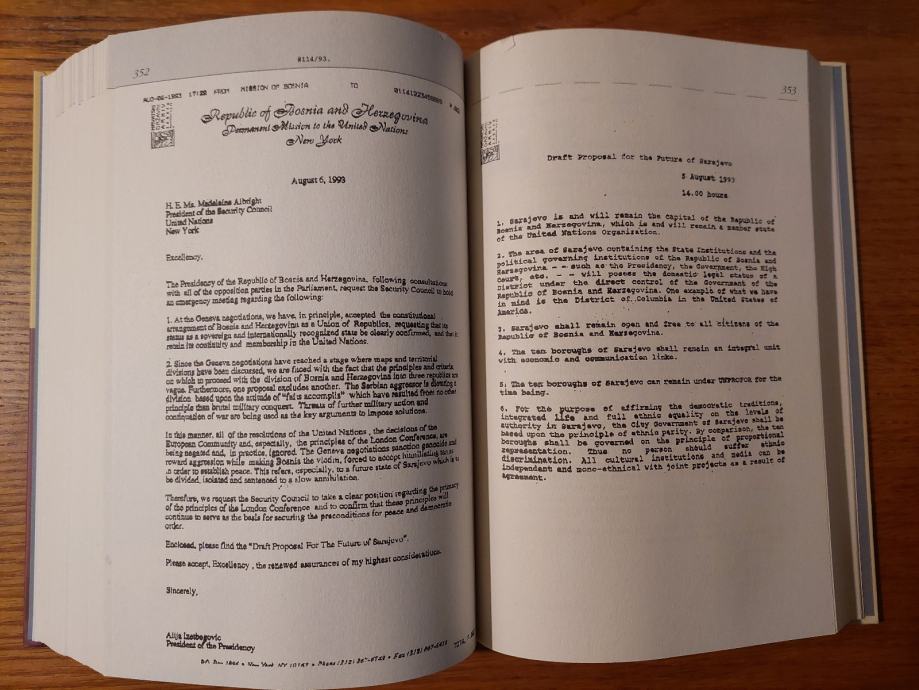 352
8114/93.
AUG-06-1993 17:28 FROM MISSION OF BOSNIA TO
Republic of Bosnia and Herzegovina
Permanent Mission to the United Nations
New York
August 6, 1993
H. E. Ms. Madeleine Albright
President of the Security Council
United Nations
New York
Excellency,
The Presidency of the Republic of Bosnia and Herzegovina, following consultations
with all of the opposition parties in the Parliament, request the Security Council to hold
an emergency meeting regarding the following:
1. At the Geneva negotiations, we have, in principle, accepted the constitutional
arrangement of Bosnia and Herzegovina as a Union of Republics, requesting that its
status as a sovereign and internationally recognized state be clearly confirmed, and that it
retain its continuity and membership in the United Nations.
2. Since the Geneva negotiations have reached a stage where maps and territorial
divisions have been discussed, we are faced with the fact that the principles and criteria
on which to proceed with the division of Bosnia and Herzegovina into three republics are
vague. Furthermore, one proposal excludes another. The Serbian aggressor is dictating a
division based upon the attitude of "faits accomplis" which have resulted from no other
principle than brutal military conquest. Threats of further military action and
continuation of war are being used as the key arguments to impose solutions.
In this manner, all of the resolutions of the United Nations, the decisions of the
European Community and, especially, the principles of the London Conference, are
being negated and, in practice, ignored. The Geneva negotiations sanction genocide and
reward aggression while making Bosnia the victim, forced to accept humiliating
in order to establish peace. This refers, especially, to a future state of Sarajevo which is to
be divided, isolated and sentenced to a slow annihilation.
Therefore, we request the Security Council to take a clear position regarding the primacy
of the principles of the London Conference and to confirm that these principles will
continue to serve as the basis for securing the preconditions for peace and democratic
order.
Enclosed, please find the "Draft Proposal For The Future of Sarajevo".
Please accept, Excellency , the renewed assurances of my highest considerations.
Sincerely,
Alija Izetbegovic
President of the Presidency
New York, NY 10167 • Phone (212)
353
Draft Proposal for the Future of Sarajevo
5 August 1993
14.00 hours
1. Sarajevo is and will remain the capital of the Republic of
Bosnia and Herzegovina, which is and will remain a member state
of the United Nations Organization.
2. The area of Sarajevo containing the State Institutions and the
political governing institutions of the Republic of Bosnia and
Herzegovina - - such as the Presidency, the Government, the High
Court, etc. - - will posses the domestic legal status of a
District under the direct control of the Government of the
Republic of Bosnia and Herzegovina. One example of what we have
in mind is the District of Columbia in the United States of
America.
3. Sarajevo shall remain open and free to all citizens of the
Republic of Bosnia and Herzegovina.
4. The ten boroughs of Sarajevo shall remain an integral unit
with economic and communication links.
5. The ten boroughs of Sarajevo can remain under UNPROFOR for the
time being.
6. For the purpose of affirming the democratic traditions,
integrated life and full ethnic equality on the levels of
authority in Sarajevo, the City Government of Sarajevo shall be
based upon the principle of ethnic parity. By comparison, the ten
boroughs shall be governed on the principle of proportional
representation. Thus no person should suffer ethnic
discrimination. All cultural institutions and media can be
independent and mono-ethnical with joint projects as a result of
agreement.